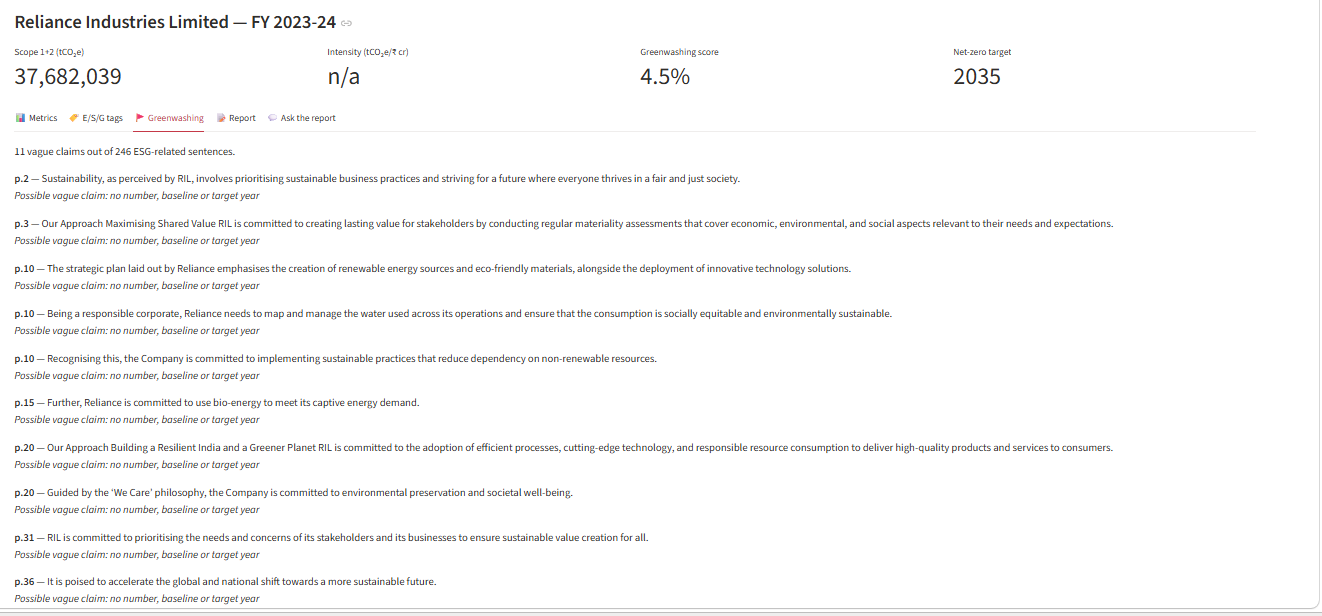 Reliance Industries Limited — FY 2023-24
Scope 1+2 (tCO₂e)
37,682,039
Intensity (tCO₂e/₹ cr)
n/a
Greenwashing score
4.5%
Net-zero target
2035
Metrics
E/S/G tags
Greenwashing
Report
Ask the report
11 vague claims out of 246 ESG-related sentences.
p.2 — Sustainability, as perceived by RIL, involves prioritising sustainable business practices and striving for a future where everyone thrives in a fair and just society.
Possible vague claim: no number, baseline or target year
p.3 — Our Approach Maximising Shared Value RIL is committed to creating lasting value for stakeholders by conducting regular materiality assessments that cover economic, environmental, and social aspects relevant to their needs and expectations.
Possible vague claim: no number, baseline or target year
p.10 — The strategic plan laid out by Reliance emphasises the creation of renewable energy sources and eco-friendly materials, alongside the deployment of innovative technology solutions.
Possible vague claim: no number, baseline or target year
p.10 — Being a responsible corporate, Reliance needs to map and manage the water used across its operations and ensure that the consumption is socially equitable and environmentally sustainable.
Possible vague claim: no number, baseline or target year
p.10 — Recognising this, the Company is committed to implementing sustainable practices that reduce dependency on non-renewable resources.
Possible vague claim: no number, baseline or target year
p.15 — Further, Reliance is committed to use bio-energy to meet its captive energy demand.
Possible vague claim: no number, baseline or target year
p.20 — Our Approach Building a Resilient India and a Greener Planet RIL is committed to the adoption of efficient processes, cutting-edge technology, and responsible resource consumption to deliver high-quality products and services to consumers.
Possible vague claim: no number, baseline or target year
p.20 — Guided by the 'We Care' philosophy, the Company is committed to environmental preservation and societal well-being.
Possible vague claim: no number, baseline or target year
p.31 — RIL is committed to prioritising the needs and concerns of its stakeholders and its businesses to ensure sustainable value creation for all.
Possible vague claim: no number, baseline or target year
p.36 — It is poised to accelerate the global and national shift towards a more sustainable future.
Possible vague claim: no number, baseline or target year